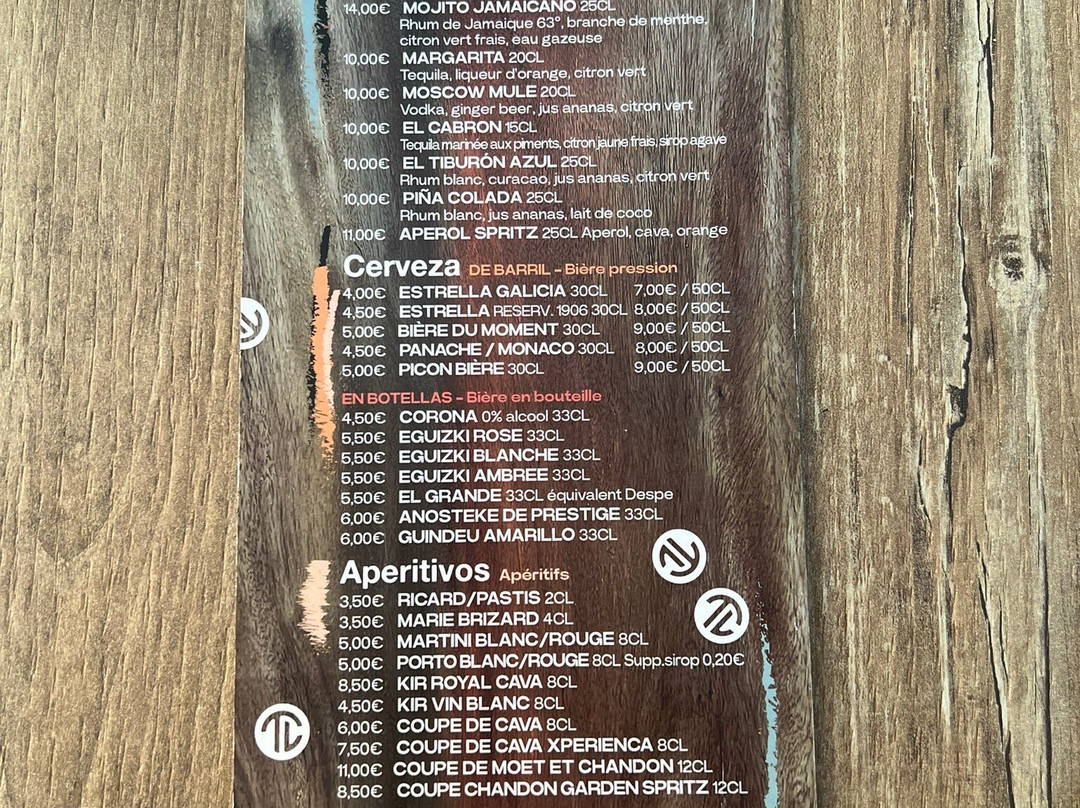 14,00€ MOJITO JAMAICANO 25CL
Rhum de Jamaique 63°, branche de menthe,
citron vert frais, eau gazeuse
10,00€ MARGARITA 20CL
Tequila, liqueur d'orange, citron vert
10,00€ MOSCOW MULE 20CL
Vodka, ginger beer, jus ananas, citron vert
10,00€ EL CABRON 15CL
Tequila marinée aux piments, citron jaune frais, sirop agave
10,00€ EL TIBURÓN AZUL 25CL
Rhum blanc, curacao, jus ananas, citron vert
10,00€ PIÑA COLADA 25CL
Rhum blanc, jus ananas, lait de coco
11,00€ APEROL SPRITZ 25CL Aperol, cava, orange
Cerveza DE BARRIL - Bière pression
4,00€ ESTRELLA GALICIA 30CL 7,00€ / 50CL
4,50€ ESTRELLA RESERV. 1906 30CL 8,00€ / 50CL
5,00€ BIÈRE DU MOMENT 30CL 9,00€ / 50CL
4,50€ PANACHE / MONACO 30CL 8,00€ / 50CL
5,00€ PICON BIÈRE 30CL 9,00€ / 50CL
EN BOTELLAS - Bière en bouteille
4,50€ CORONA 0% alcool 33CL
5,50€ EGUIZKI ROSE 33CL
5,50€ EGUIZKI BLANCHE 33CL
5,50€ EGUIZKI AMBREE 33CL
5,50€ EL GRANDE 33CL équivalent Despe
6,00€ ANOSTEKE DE PRESTIGE 33CL
6,00€ GUINDEU AMARILLO 33CL
Aperitivos Apéritifs
3,50€ RICARD/PASTIS 2CL
3,50€ MARIE BRIZARD 4CL
5,00€ MARTINI BLANC/ROUGE 8CL
5,00€ PORTO BLANC/ROUGE 8CL Supp.sirop 0,20€
8,50€ KIR ROYAL CAVA 8CL
4,50€ KIR VIN BLANC 8CL
6,00€ COUPE DE CAVA 8CL
7,50€ COUPE DE CAVA XPERIENCA 8CL
11,00€ COUPE DE MOET ET CHANDON 12CL
8,50€ COUPE CHANDON GARDEN SPRITZ 12CL